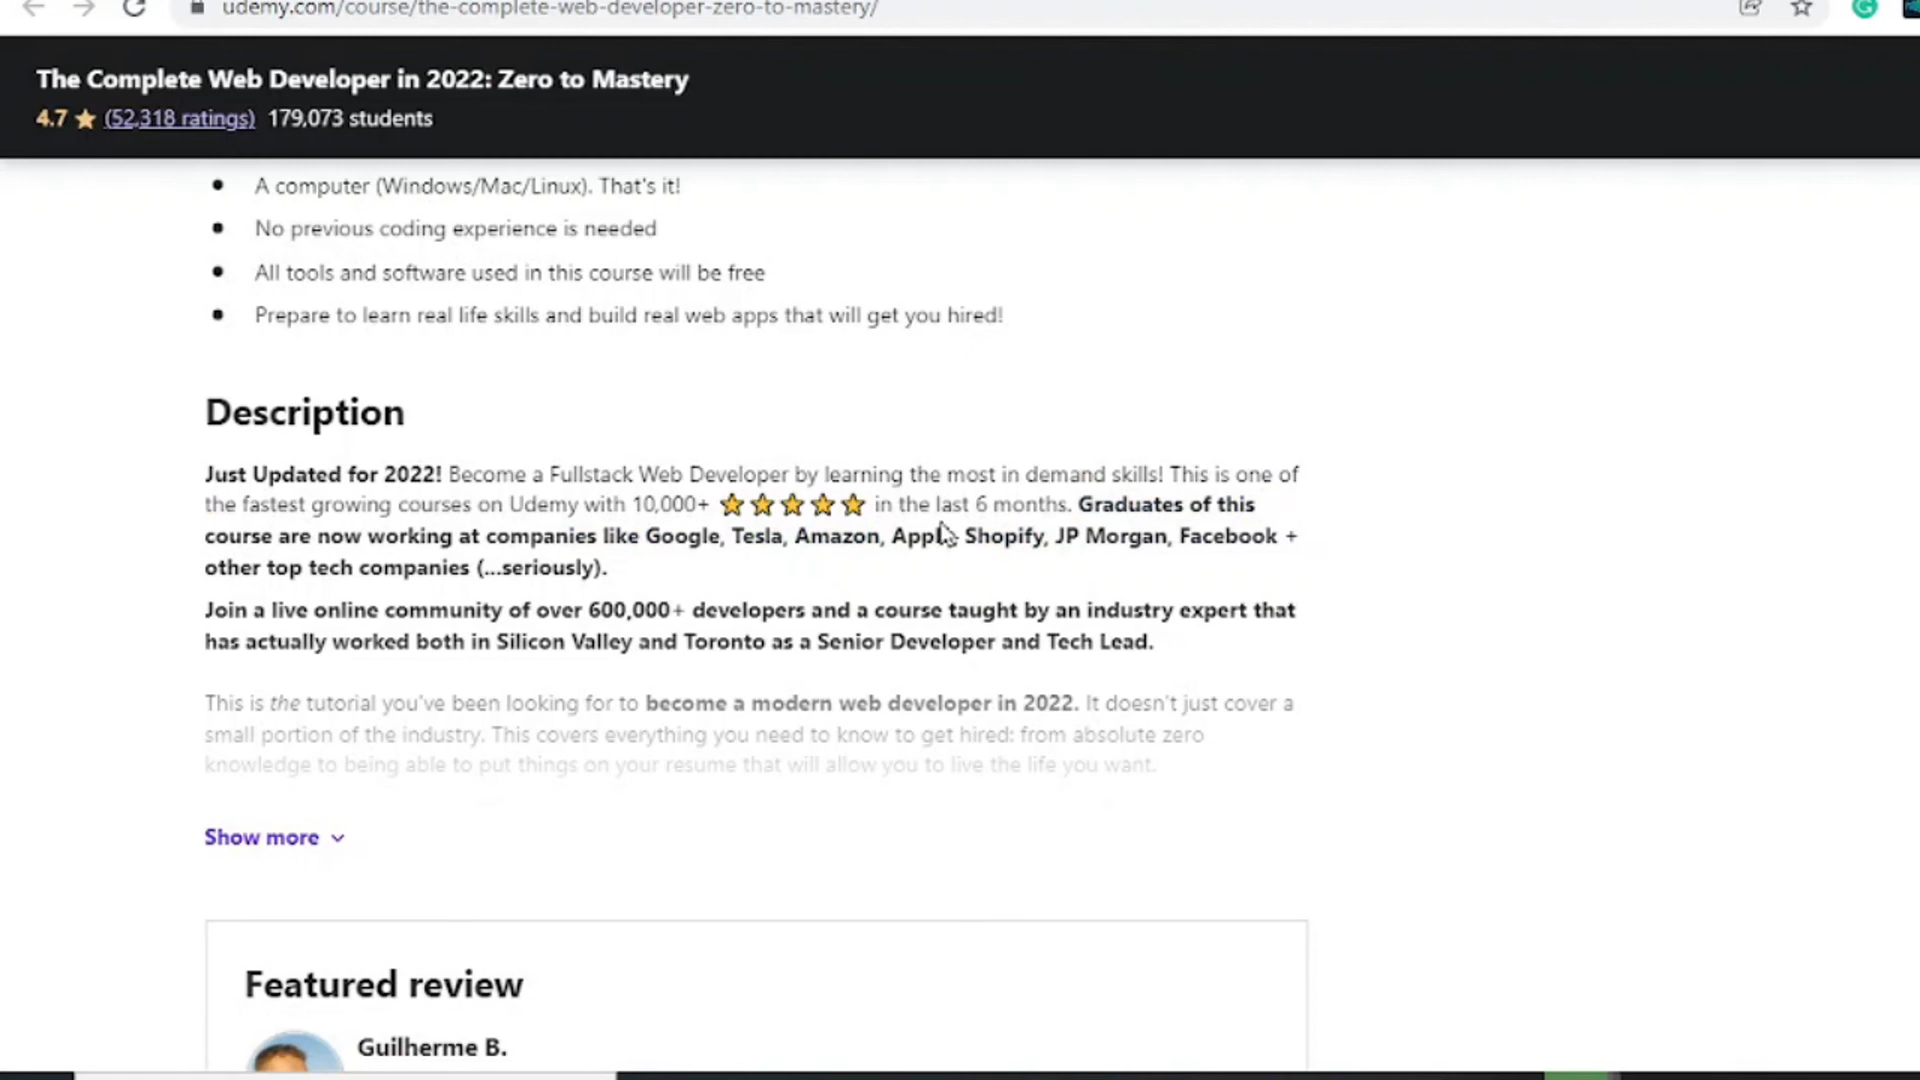 udemy.com/course/the-complete-web-developer-zero-to-mastery/
The Complete Web Developer in 2022: Zero to Mastery
4.7 ★ (52,318 ratings) 179,073 students
• A computer (Windows/Mac/Linux). That's it!
• No previous coding experience is needed
• All tools and software used in this course will be free
• Prepare to learn real life skills and build real web apps that will get you hired!
Description
Just Updated for 2022! Become a Fullstack Web Developer by learning the most in demand skills! This is one of
the fastest growing courses on Udemy with 10,000+ ⭐⭐⭐⭐⭐ in the last 6 months. Graduates of this
course are now working at companies like Google, Tesla, Amazon, Apple, Shopify, JP Morgan, Facebook +
other top tech companies (...seriously).
Join a live online community of over 600,000+ developers and a course taught by an industry expert that
has actually worked both in Silicon Valley and Toronto as a Senior Developer and Tech Lead.
This is the tutorial you've been looking for to become a modern web developer in 2022. It doesn't just cover a
small portion of the industry. This covers everything you need to know to get hired: from absolute zero
knowledge to being able to put things on your resume that will allow you to live the life you want.
Show more
Featured review
Guilherme B.